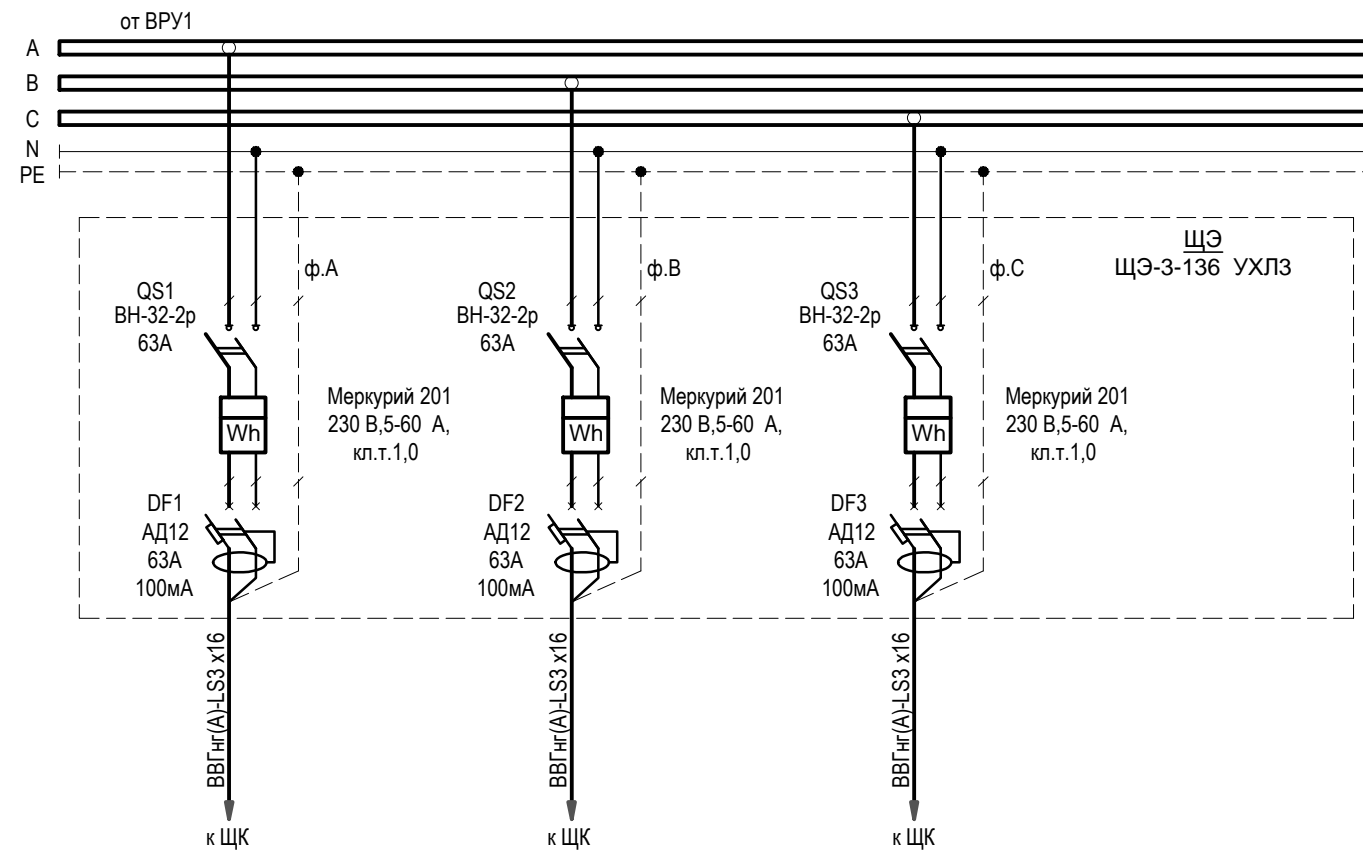 от ВРУ1
A
B
C
N
PE
ЩЭ
ЩЭ-3-136 УХЛ3
ф.А
ф.В
ф.С
QS1
ВН-32-2р
63А
QS2
ВН-32-2р
63А
QS3
ВН-32-2р
63А
Wh
Меркурий 201
230 В,5-60 А,
кл.т.1,0
Wh
Меркурий 201
230 В,5-60 А,
кл.т.1,0
Wh
Меркурий 201
230 В,5-60 А,
кл.т.1,0
DF1
АД12
63А
100мА
DF2
АД12
63А
100мА
DF3
АД12
63А
100мА
ВВГнг(А)-LS3 х16
ВВГнг(А)-LS3 х16
ВВГнг(А)-LS3 х16
к ЩК
к ЩК
к ЩК